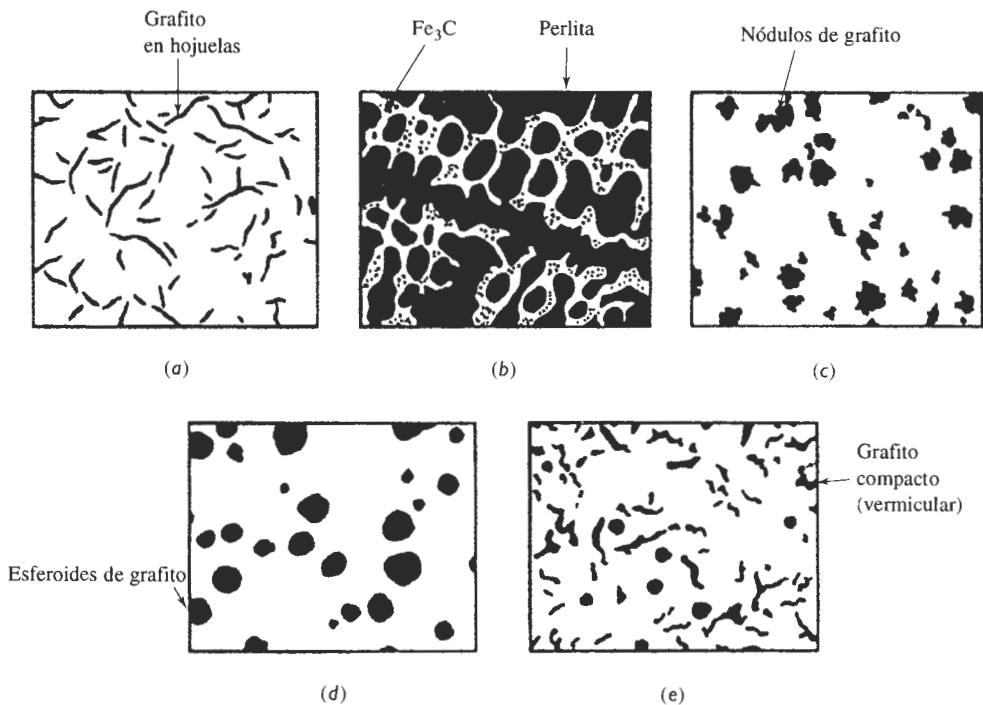 Grafito
en hojuelas
Fe₃C
Perlita
Nódulos de grafito
(a)
(b)
(c)
Esferoides de grafito
Grafito
compacto
(vermicular)
(d)
(e)